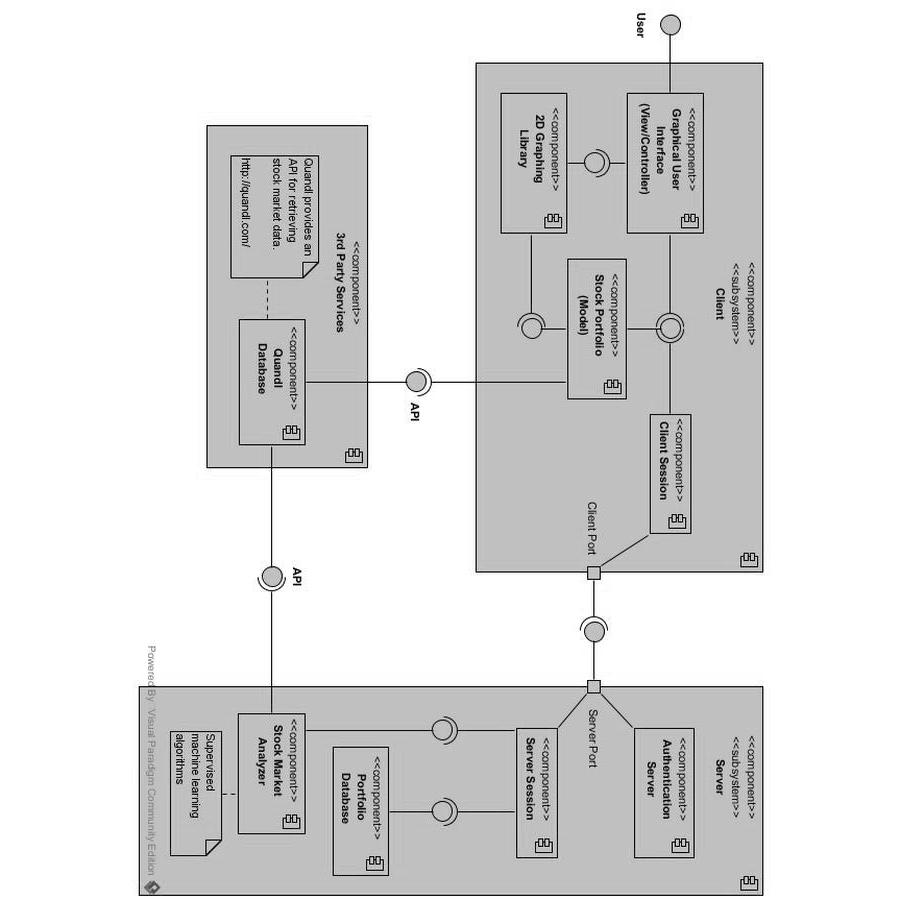 User
<<component>>
<<subsystem>>
Client
<<component>>
Graphical User
Interface
(View/Controller)
<<component>>
2D Graphing
Library
<<component>>
Stock Portfolio
(Model)
<<component>>
Client Session
Client Port
API
<<component>>
3rd Party Services
Quandl provides an
API for retrieving
stock market data.
http://quandl.com/
<<component>>
Quandl
Database
API
<<component>>
<<subsystem>>
Server
Server Port
<<component>>
Authentication
Server
<<component>>
Server Session
<<component>>
Portfolio
Database
<<component>>
Stock Market
Analyzer
Supervised
machine learning
algorithms
Powered By Visual Paradigm Community Edition